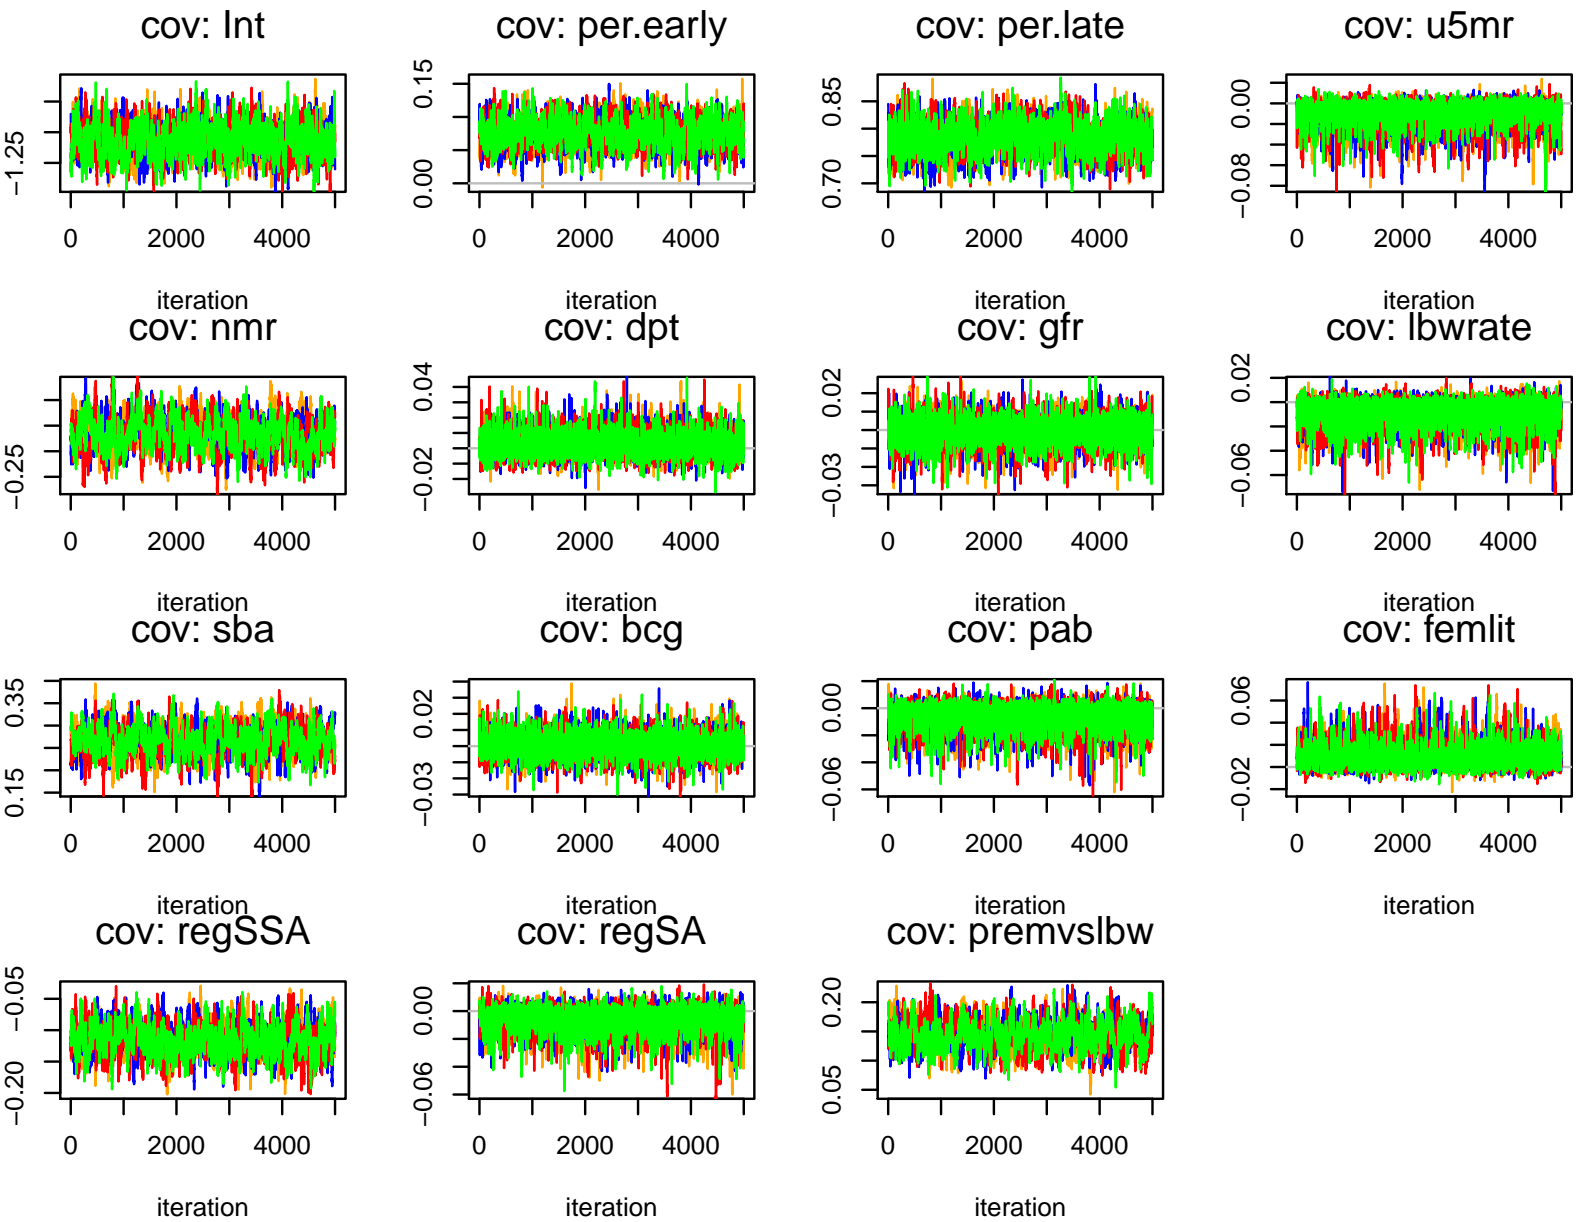 cov: Int
cov: per.early
cov: per.late
cov: u5mr
−1.25
0 2000 4000
iteration
0.00 0.15
0 2000 4000
iteration
0.70 0.85
0 2000 4000
iteration
−0.08 0.00
0 2000 4000
iteration
cov: nmr
cov: dpt
cov: gfr
cov: lbwrate
−0.25
0 2000 4000
iteration
−0.02 0.04
0 2000 4000
iteration
−0.03 0.02
0 2000 4000
iteration
−0.06 0.02
0 2000 4000
iteration
cov: sba
cov: bcg
cov: pab
cov: femlit
0.15 0.35
0 2000 4000
iteration
−0.03 0.02
0 2000 4000
iteration
−0.06 0.00
0 2000 4000
iteration
−0.02 0.06
0 2000 4000
iteration
cov: regSSA
cov: regSA
cov: premvslbw
−0.20 −0.05
0 2000 4000
iteration
−0.06 0.00
0 2000 4000
iteration
0.05 0.20
0 2000 4000
iteration